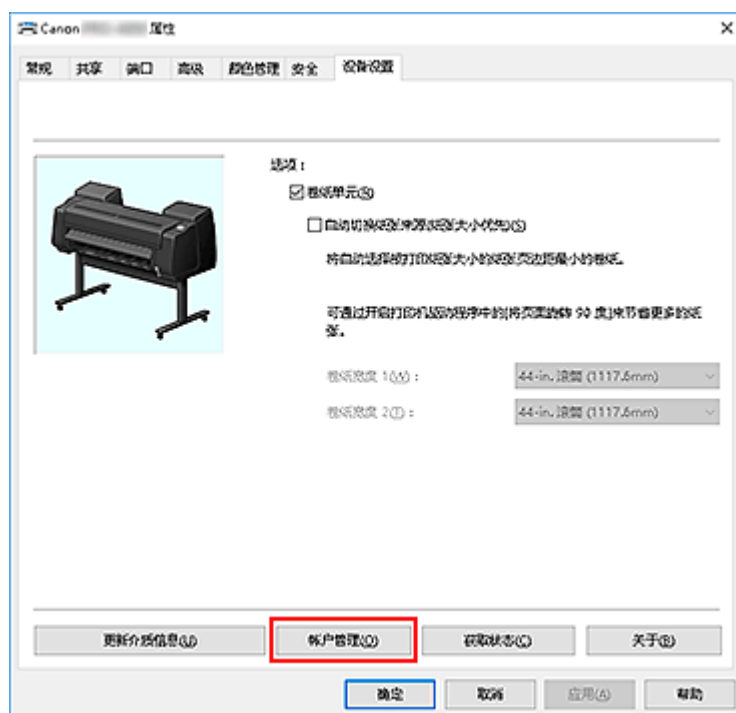 Canon 属性
常规 共享 端口 高级 颜色管理 安全 设备设置
选项：
卷纸单元(R)
自动切换纸张来源(纸张大小优先)(S)
将自动选择被打印纸张大小的纸张页边距最小的卷纸。
可通过开启打印机驱动程序中的[将页面旋转 90 度]来节省更多的纸
张。
卷纸宽度 1(W)： 44-in. 滚筒 (1117.6mm)
卷纸宽度 2(T)： 44-in. 滚筒 (1117.6mm)
更新介质信息(U) 帐户管理(O) 获取状态(C) 关于(B)
确定 取消 应用(A) 帮助